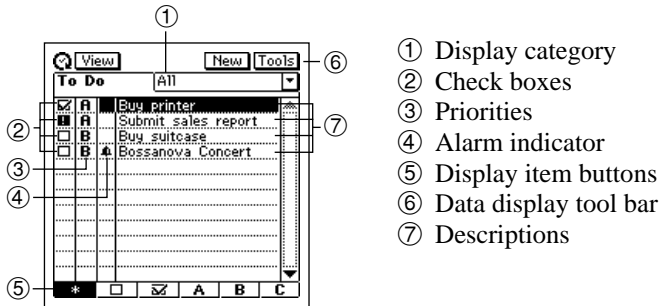 ①
View New Tools ⑥
To Do All
② A Buy printer ⑦
A Submit sales report
B Buy suitcase
③ B Bossanova Concert
④
⑤ * A B C
① Display category
② Check boxes
③ Priorities
④ Alarm indicator
⑤ Display item buttons
⑥ Data display tool bar
⑦ Descriptions